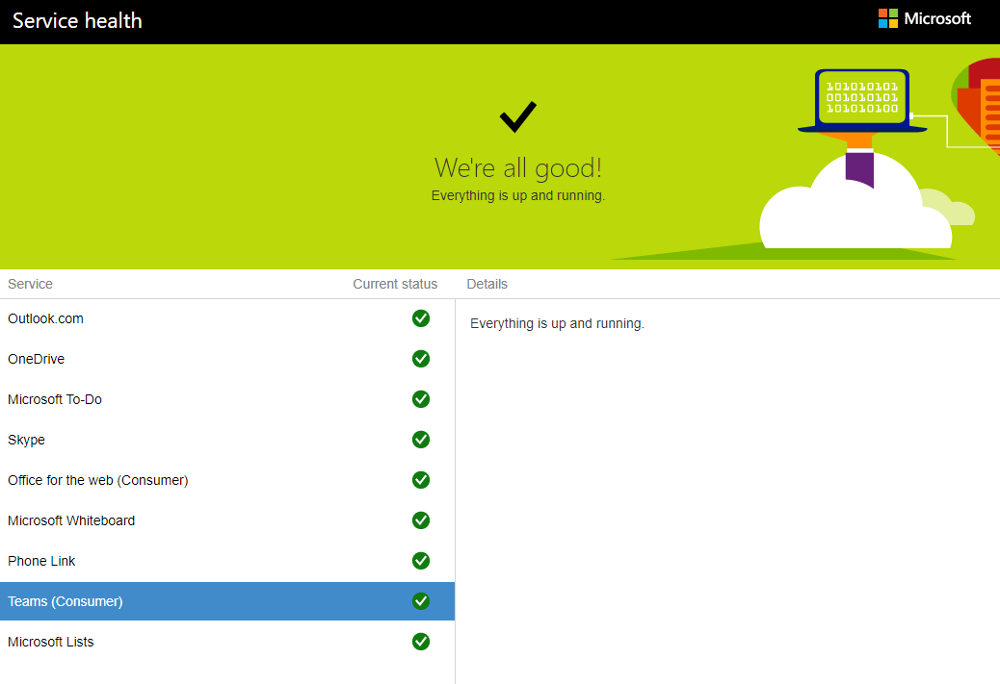 Service health
Microsoft
101010101
001010101
101010100
We're all good!
Everything is up and running.
Service Current status Details
Outlook.com
Everything is up and running.
OneDrive
Microsoft To-Do
Skype
Office for the web (Consumer)
Microsoft Whiteboard
Phone Link
Teams (Consumer)
Microsoft Lists